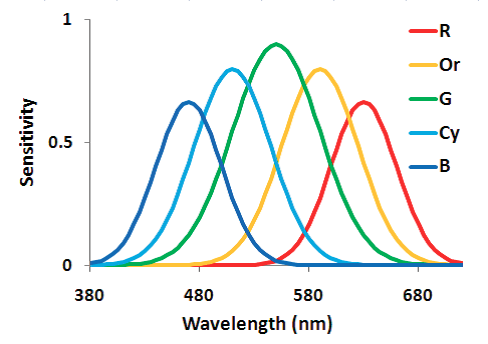 1
0.5
0
Sensitivity
380 480 580 680
Wavelength (nm)
R
Or
G
Cy
B